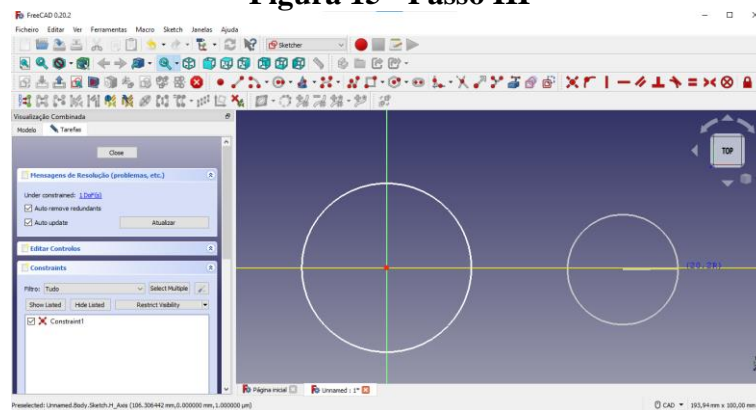 Figura 13 - Passo III
FreeCAD 0.20.2
Ficheiro Editar Ver Ferramentas Macro Sketch Janelas Ajuda
Sketcher
Visualização Combinada
Modelo Tarefas
Close
Mensagens de Resolução (problemas, etc.)
Under constrained: 1 DoF(s)
Auto remove redundants
Auto update Atualizar
Editar Controlos
Constraints
Filtro: Tudo Select Multiple
Show Listed Hide Listed Restrict Visibility
Constraint1
TOP
(20,2R)
Página inicial Unnamed : 1*
Preselected: Unnamed.Body.Sketch.H_Axis (106.306442 mm,0.000000 mm,1.000000 µm)
CAD 193,94 mm x 100,00 mm